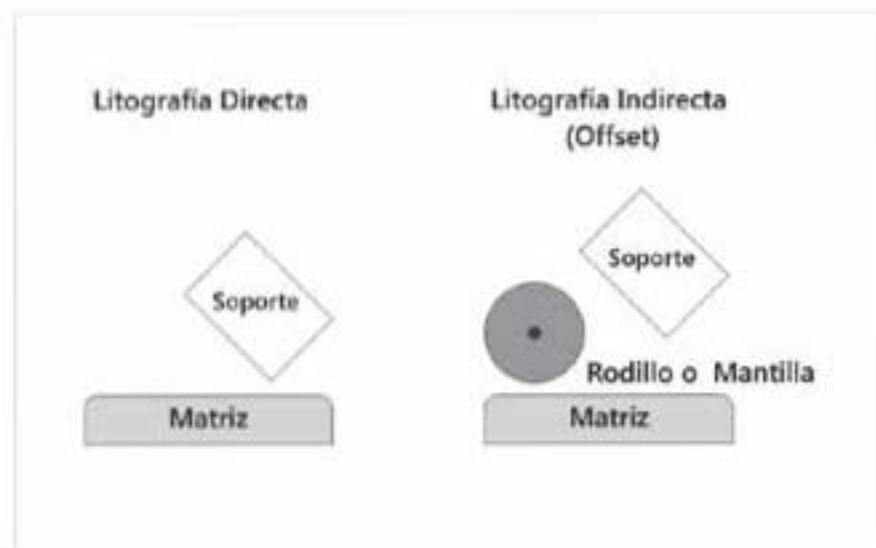 Litografía Directa
Soporte
Matriz
Litografía Indirecta
(Offset)
Soporte
Rodillo o Mantilla
Matriz